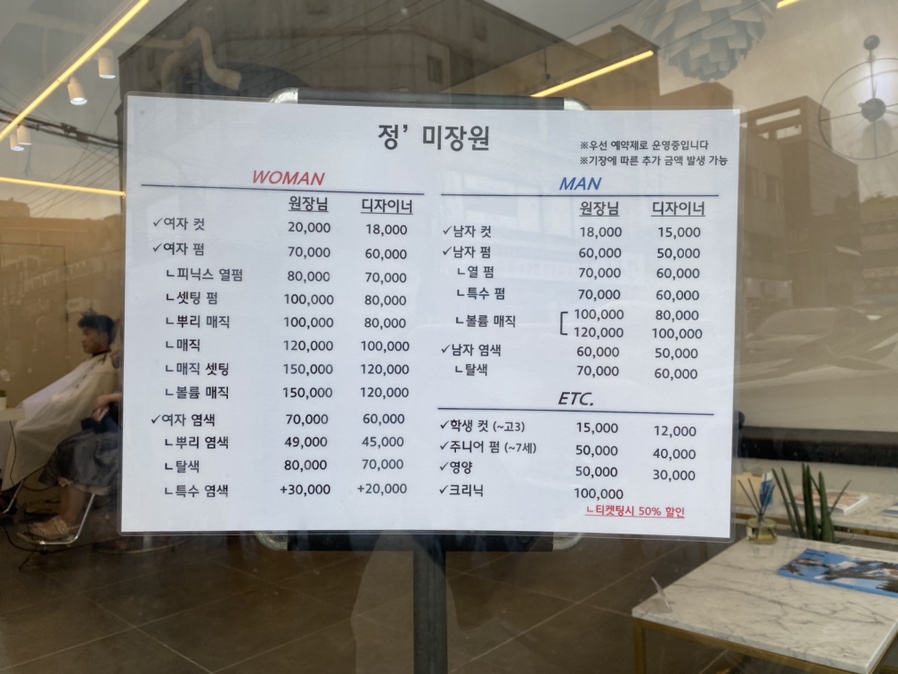 정’ 미장원
※우선 예약제로 운영중입니다
※기장에 따른 추가 금액 발생 가능
WOMAN
원장님 디자이너
✓여자 컷 20,000 18,000
✓여자 펌 70,000 60,000
ㄴ피닉스 열펌 80,000 70,000
ㄴ셋팅 펌 100,000 80,000
ㄴ뿌리 매직 100,000 80,000
ㄴ매직 120,000 100,000
ㄴ매직 셋팅 150,000 120,000
ㄴ볼륨 매직 150,000 120,000
✓여자 염색 70,000 60,000
ㄴ뿌리 염색 49,000 45,000
ㄴ탈색 80,000 70,000
ㄴ특수 염색 +30,000 +20,000
MAN
원장님 디자이너
✓남자 컷 18,000 15,000
✓남자 펌 60,000 50,000
ㄴ열 펌 70,000 60,000
ㄴ특수 펌 70,000 60,000
ㄴ볼륨 매직 [ 100,000 80,000
120,000 100,000
✓남자 염색 60,000 50,000
ㄴ탈색 70,000 60,000
ETC.
✓학생 컷 (~고3) 15,000 12,000
✓주니어 펌 (~7세) 50,000 40,000
✓영양 50,000 30,000
✓크리닉 100,000
ㄴ티켓팅시 50% 할인